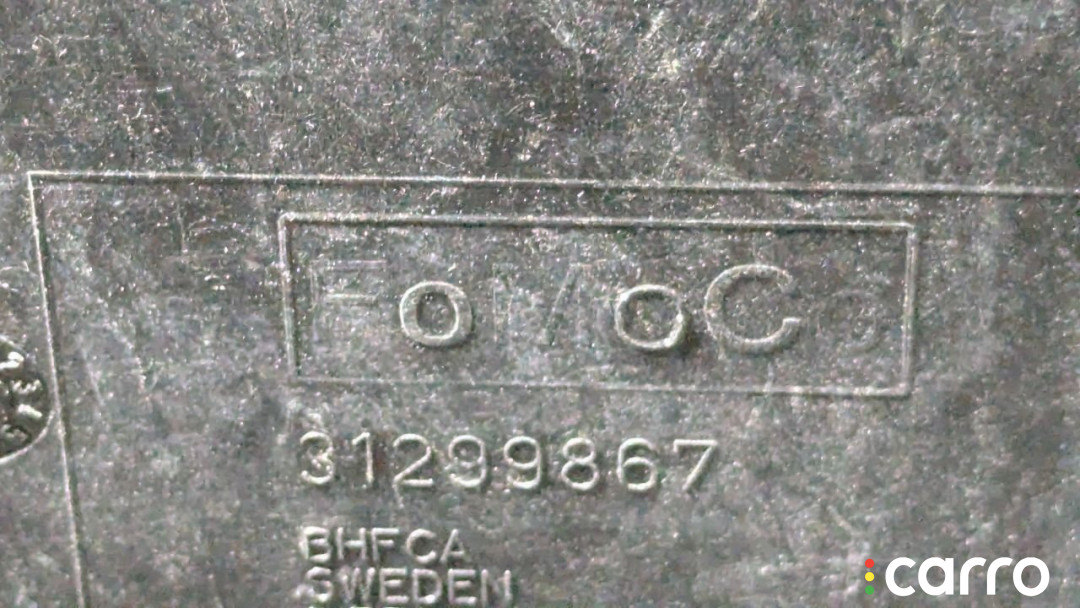 FoMoCo
31299867
BHFCA
SWEDEN
carro